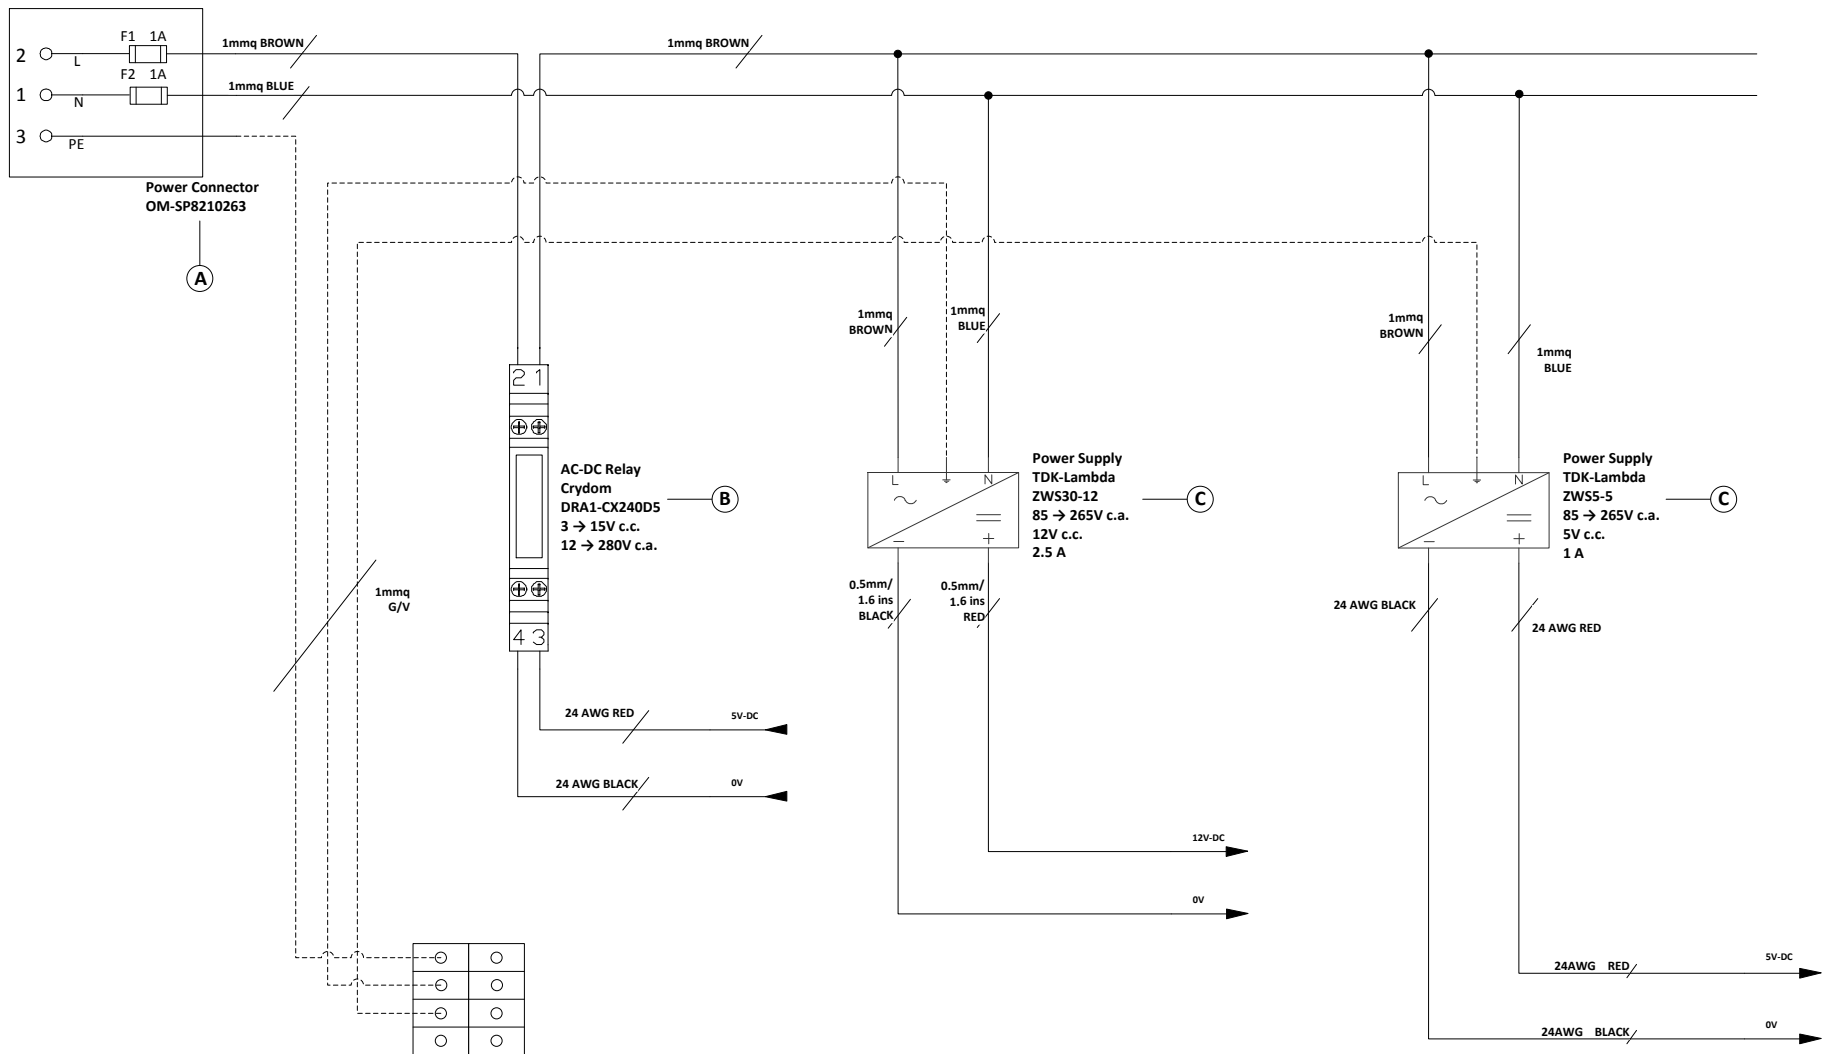 F1 1A
1mmq BROWN
1mmq BROWN
2
L
F2 1A
1mmq BLUE
1
N
3
PE
Power Connector
OM-SP8210263
A
1mmq
BROWN
1mmq
BLUE
1mmq
BROWN
1mmq
BLUE
2 1
AC-DC Relay
Crydom
DRA1-CX240D5
3 → 15V c.c.
12 → 280V c.a.
B
L
N
Power Supply
TDK-Lambda
ZWS30-12
85 → 265V c.a.
12V c.c.
2.5 A
C
L
N
Power Supply
TDK-Lambda
ZWS5-5
85 → 265V c.a.
5V c.c.
1 A
C
– +
– +
1mmq
G/V
0.5mm/
1.6 ins
BLACK
0.5mm/
1.6 ins
RED
24 AWG BLACK
24 AWG RED
4 3
24 AWG RED
5V-DC
24 AWG BLACK
0V
12V-DC
0V
24AWG RED
5V-DC
24AWG BLACK
0V